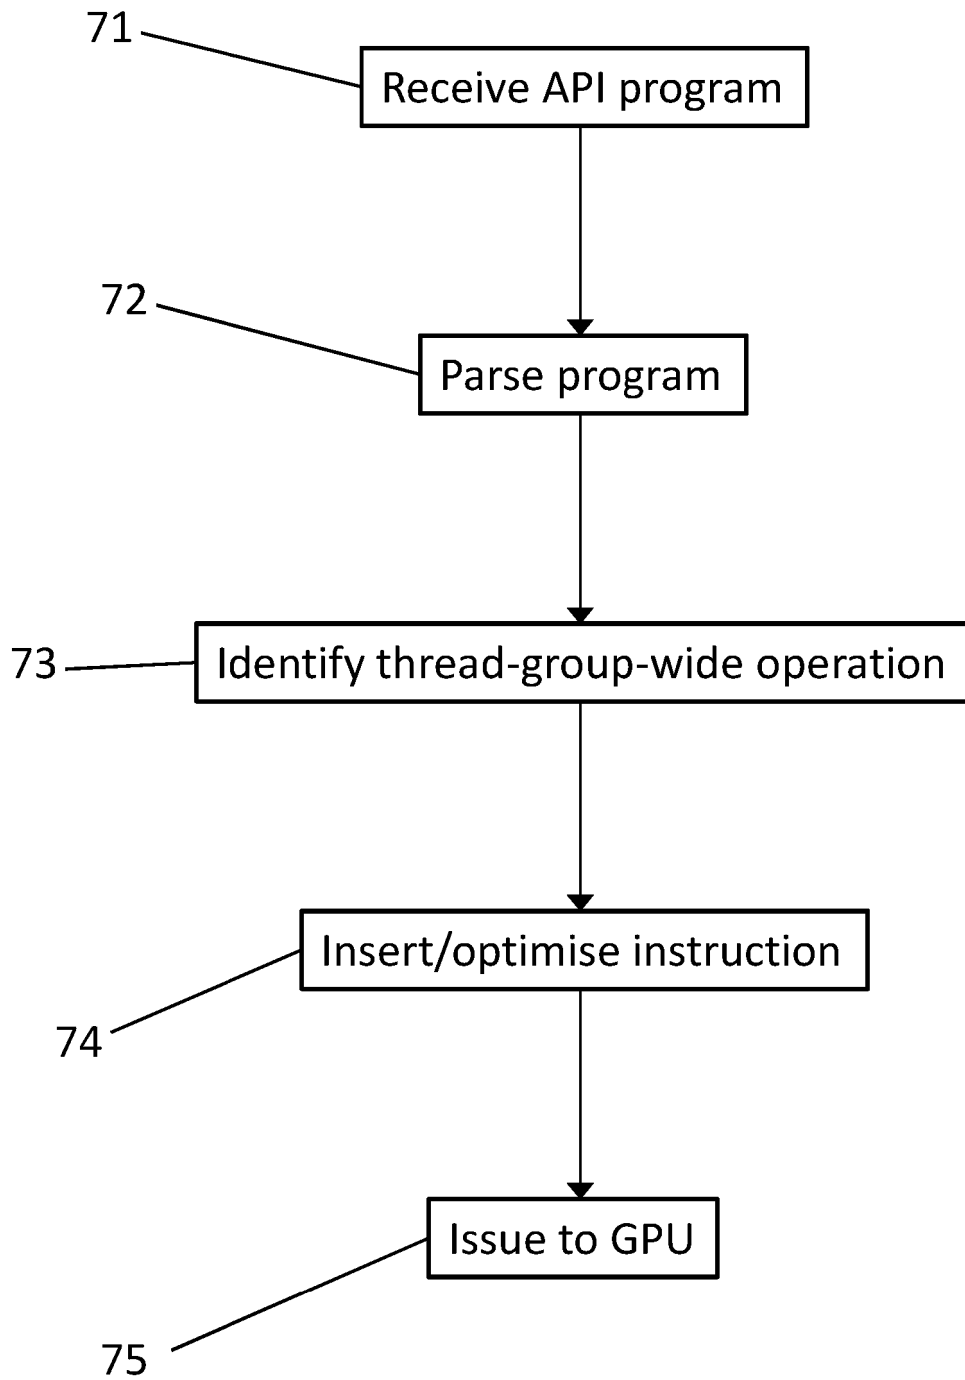 71
Receive API program
72
Parse program
73
Identify thread-group-wide operation
Insert/optimise instruction
74
Issue to GPU
75